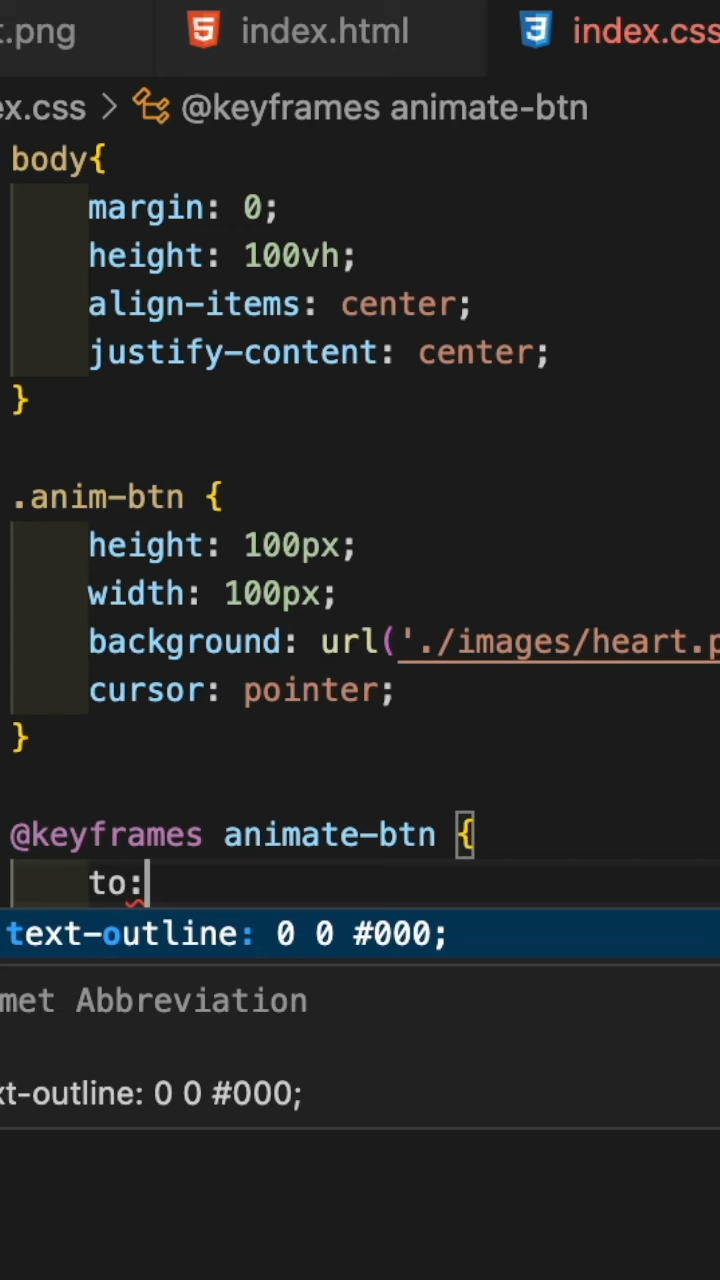 t.png index.html index.css
ex.css > @keyframes animate-btn
body{
margin: 0;
height: 100vh;
align-items: center;
justify-content: center;
}
.anim-btn {
height: 100px;
width: 100px;
background: url('./images/heart.p
cursor: pointer;
}
@keyframes animate-btn {
to:
text-outline: 0 0 #000;
met Abbreviation
xt-outline: 0 0 #000;